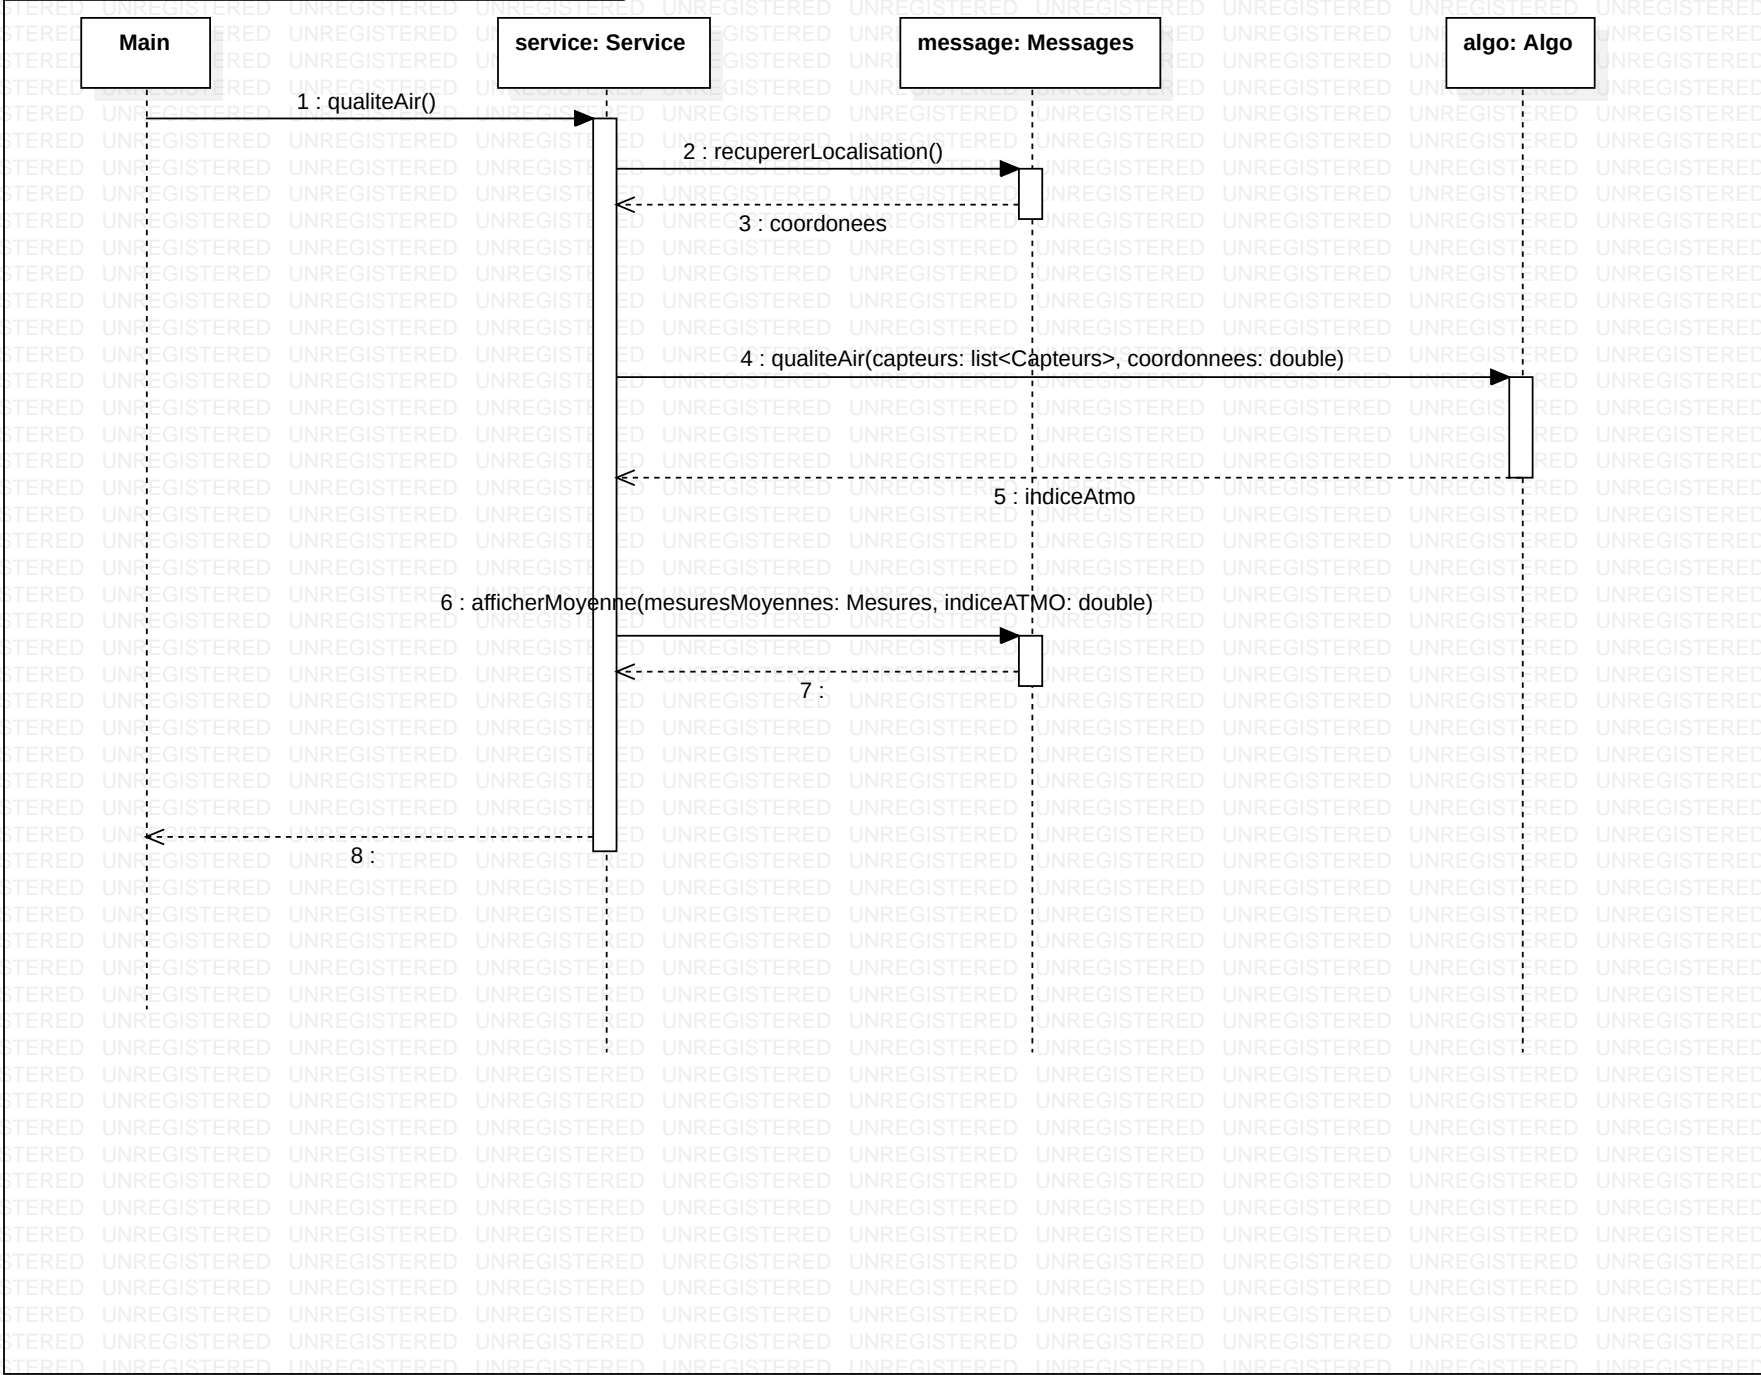 Main
service: Service
message: Messages
algo: Algo
1 : qualiteAir()
2 : recupererLocalisation()
3 : coordonees
4 : qualiteAir(capteurs: list<Capteurs>, coordonnees: double)
5 : indiceAtmo
6 : afficherMoyenne(mesuresMoyennes: Mesures, indiceATMO: double)
7 :
8 :
UNREGISTERED